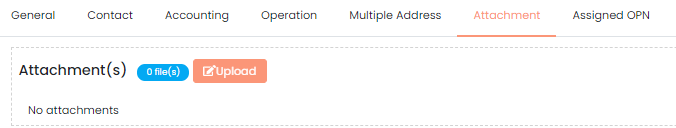 General Contact Accounting Operation Multiple Address Attachment Assigned OPN
Attachment(s) 0 file(s) Upload
No attachments